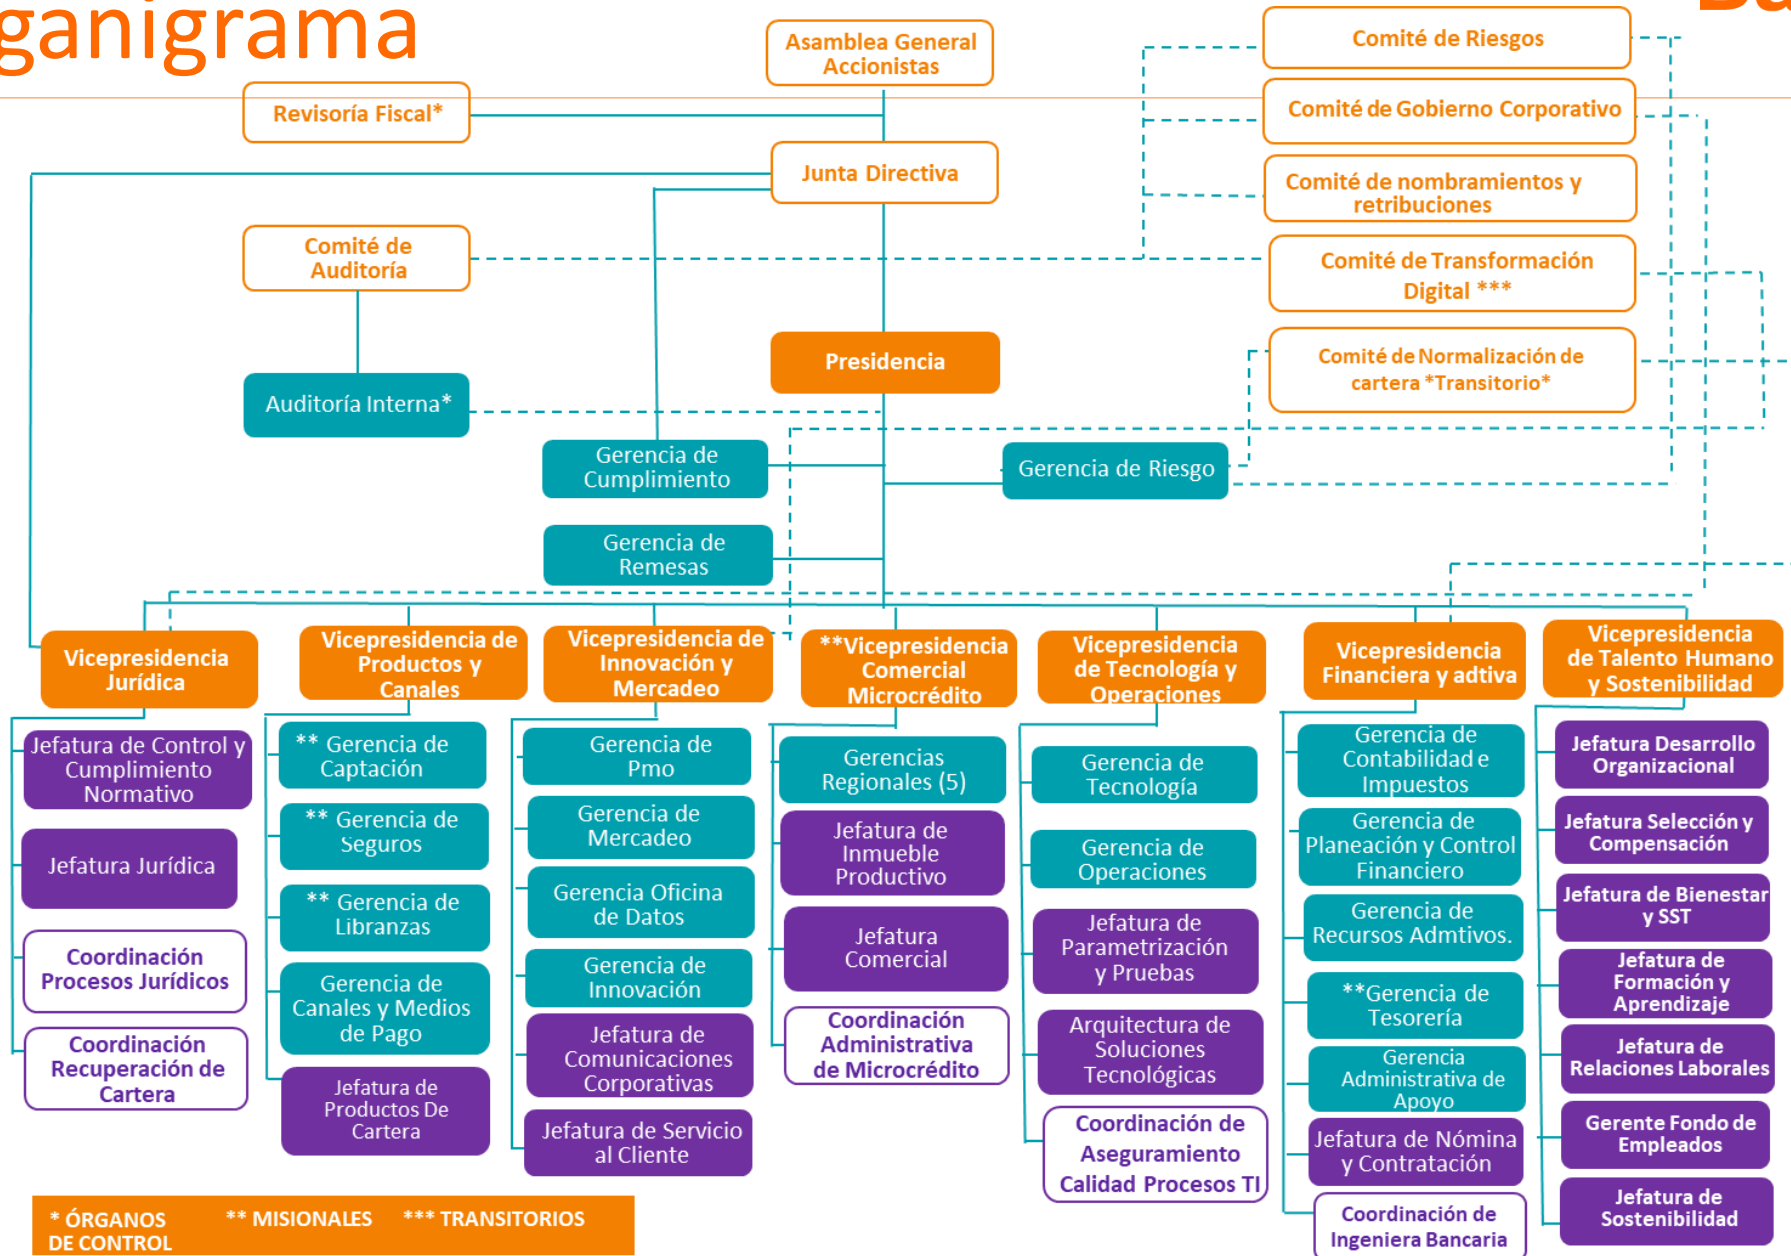 ganigrama
Asamblea General
Accionistas
Revisoría Fiscal*
Junta Directiva
Comité de
Auditoría
Auditoría Interna*
Presidencia
Comité de Riesgos
Comité de Gobierno Corporativo
Comité de nombramientos y
retribuciones
Comité de Transformación
Digital ***
Comité de Normalización de
cartera *Transitorio*
Gerencia de
Cumplimiento
Gerencia de Riesgo
Gerencia de
Remesas
Vicepresidencia
Jurídica
Jefatura de Control y
Cumplimiento
Normativo
Jefatura Jurídica
Coordinación
Procesos Jurídicos
Coordinación
Recuperación de
Cartera
Vicepresidencia de
Productos y
Canales
** Gerencia de
Captación
** Gerencia de
Seguros
** Gerencia de
Libranzas
Gerencia de
Canales y Medios
de Pago
Jefatura de
Productos De
Cartera
Vicepresidencia de
Innovación y
Mercadeo
Gerencia de
Pmo
Gerencia de
Mercadeo
Gerencia Oficina
de Datos
Gerencia de
Innovación
Jefatura de
Comunicaciones
Corporativas
Jefatura de Servicio
al Cliente
**Vicepresidencia
Comercial
Microcrédito
Gerencias
Regionales (5)
Jefatura de
Inmueble
Productivo
Jefatura
Comercial
Coordinación
Administrativa
de Microcrédito
Vicepresidencia
de Tecnología y
Operaciones
Gerencia de
Tecnología
Gerencia de
Operaciones
Jefatura de
Parametrización
y Pruebas
Arquitectura de
Soluciones
Tecnológicas
Coordinación de
Aseguramiento
Calidad Procesos TI
Vicepresidencia
Financiera y adtiva
Gerencia de
Contabilidad e
Impuestos
Gerencia de
Planeación y Control
Financiero
Gerencia de
Recursos Admtivos.
**Gerencia de
Tesorería
Gerencia
Administrativa de
Apoyo
Jefatura de Nómina
y Contratación
Coordinación de
Ingeniera Bancaria
Vicepresidencia
de Talento Humano
y Sostenibilidad
Jefatura Desarrollo
Organizacional
Jefatura Selección y
Compensación
Jefatura de Bienestar
y SST
Jefatura de
Formación y
Aprendizaje
Jefatura de
Relaciones Laborales
Gerente Fondo de
Empleados
Jefatura de
Sostenibilidad
* ÓRGANOS
DE CONTROL
** MISIONALES
*** TRANSITORIOS